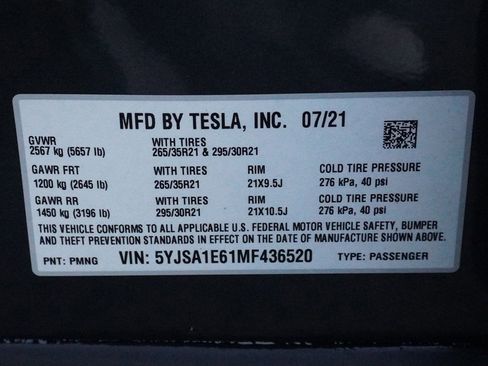 MFD BY TESLA, INC. 07/21
GVWR WITH TIRES
2567 kg (5657 lb) 265/35R21 & 295/30R21
GAWR FRT WITH TIRES RIM COLD TIRE PRESSURE
1200 kg (2645 lb) 265/35R21 21X9.5J 276 kPa, 40 psi
GAWR RR WITH TIRES RIM COLD TIRE PRESSURE
1450 kg (3196 lb) 295/30R21 21X10.5J 276 kPa, 40 psi
THIS VEHICLE CONFORMS TO ALL APPLICABLE U.S. FEDERAL MOTOR VEHICLE SAFETY, BUMPER
AND THEFT PREVENTION STANDARDS IN EFFECT ON THE DATE OF MANUFACTURE SHOWN ABOVE.
PNT: PMNG VIN: 5YJSA1E61MF436520 TYPE: PASSENGER